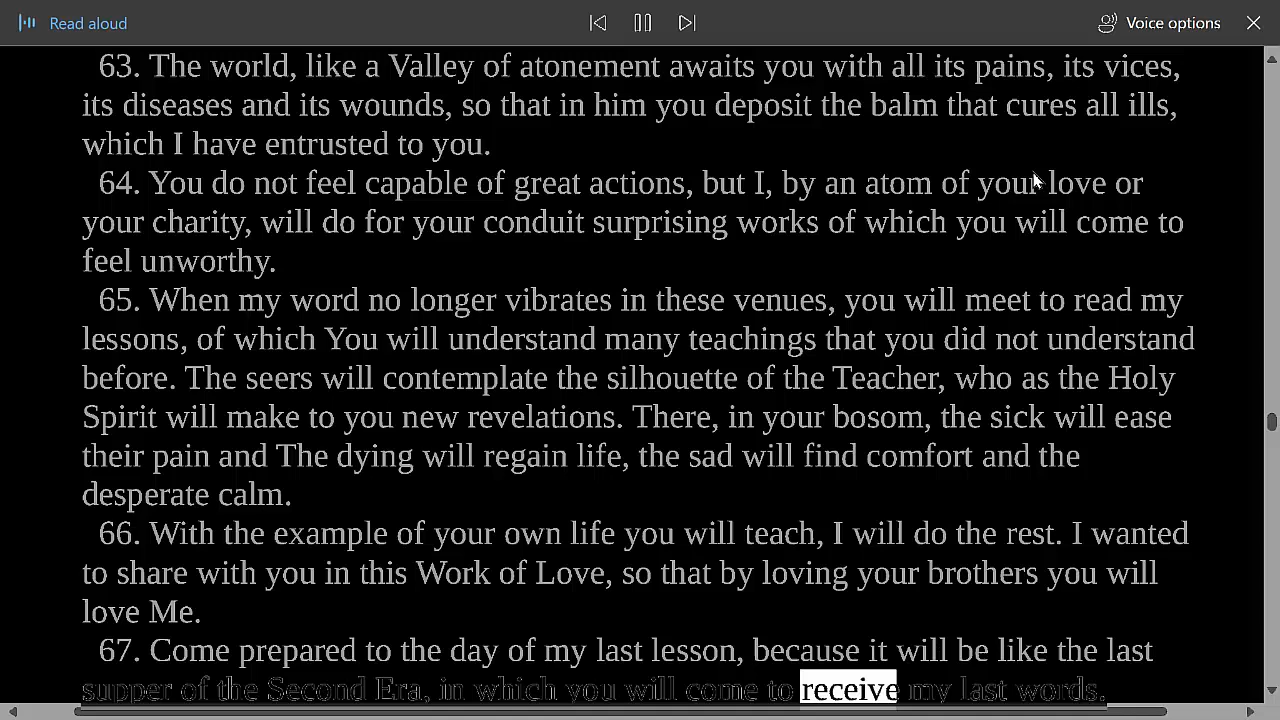 Read aloud
Voice options
63. The world, like a Valley of atonement awaits you with all its pains, its vices,
its diseases and its wounds, so that in him you deposit the balm that cures all ills,
which I have entrusted to you.
64. You do not feel capable of great actions, but I, by an atom of your love or
your charity, will do for your conduit surprising works of which you will come to
feel unworthy.
65. When my word no longer vibrates in these venues, you will meet to read my
lessons, of which You will understand many teachings that you did not understand
before. The seers will contemplate the silhouette of the Teacher, who as the Holy
Spirit will make to you new revelations. There, in your bosom, the sick will ease
their pain and The dying will regain life, the sad will find comfort and the
desperate calm.
66. With the example of your own life you will teach, I will do the rest. I wanted
to share with you in this Work of Love, so that by loving your brothers you will
love Me.
67. Come prepared to the day of my last lesson, because it will be like the last
supper of the Second Era, in which you will come to receive my last words.